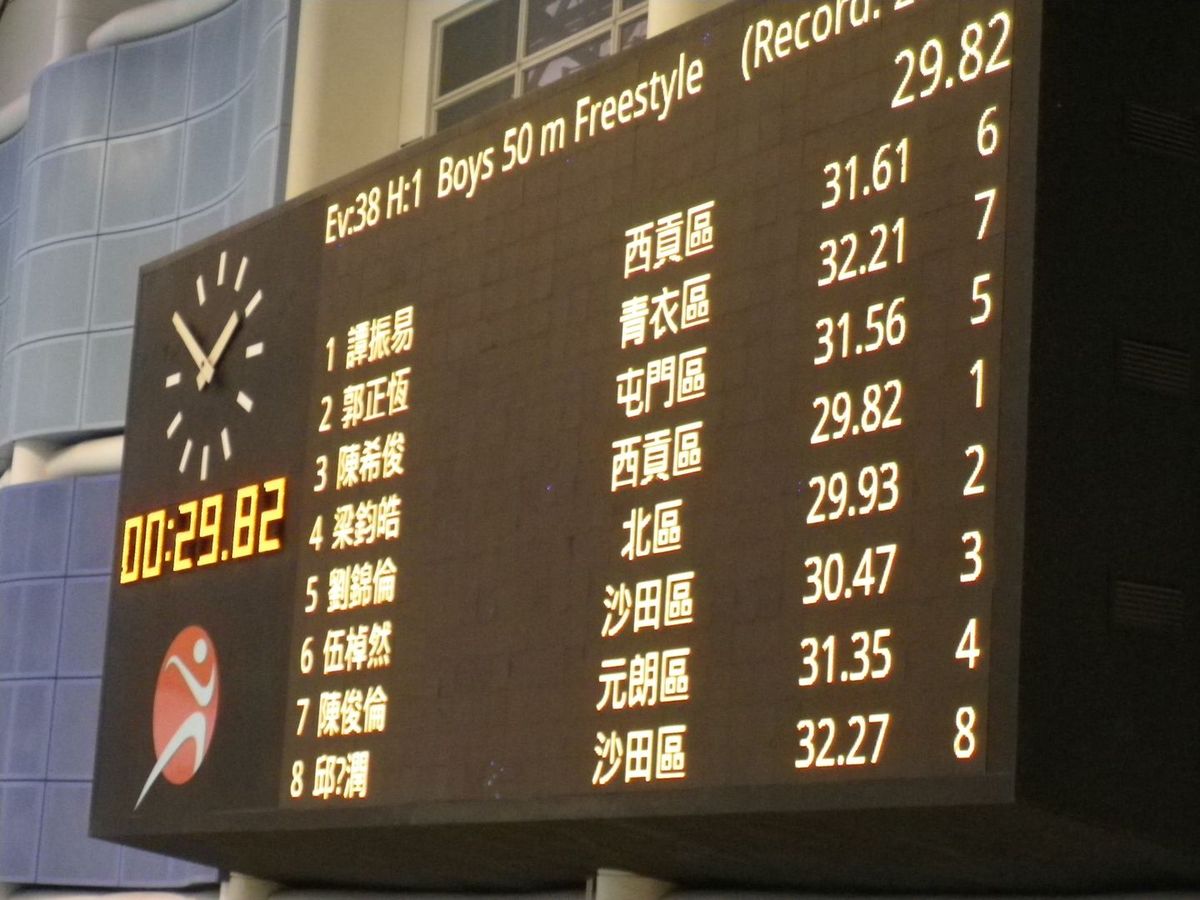 Ev:38 H:1 Boys 50 m Freestyle (Record: 2
29.82
1 譚振易 西貢區 31.61 6
2 郭正恆 青衣區 32.21 7
3 陳希俊 屯門區 31.56 5
4 梁鈞皓 西貢區 29.82 1
5 劉錦倫 北區 29.93 2
6 伍棹然 沙田區 30.47 3
7 陳俊倫 元朗區 31.35 4
8 邱?潤 沙田區 32.27 8
00:29.82